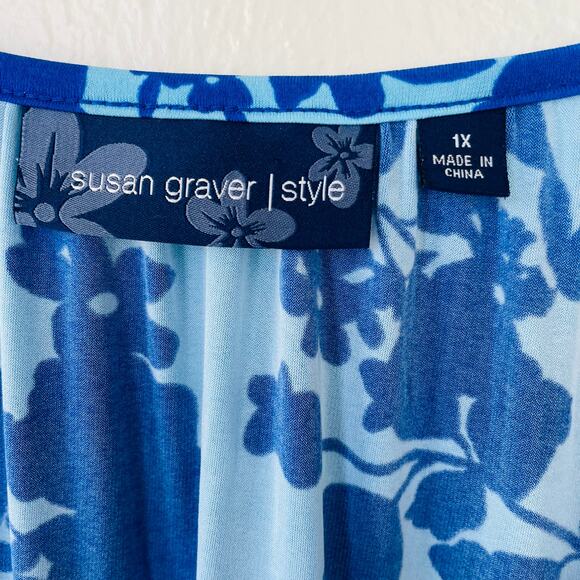 susan graver | style
1X
MADE IN
CHINA